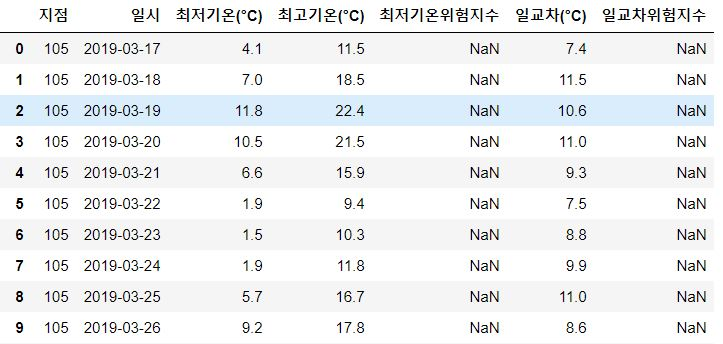 지점 일시 최저기온(°C) 최고기온(°C) 최저기온위험지수 일교차(°C) 일교차위험지수
0 105 2019-03-17 4.1 11.5 NaN 7.4 NaN
1 105 2019-03-18 7.0 18.5 NaN 11.5 NaN
2 105 2019-03-19 11.8 22.4 NaN 10.6 NaN
3 105 2019-03-20 10.5 21.5 NaN 11.0 NaN
4 105 2019-03-21 6.6 15.9 NaN 9.3 NaN
5 105 2019-03-22 1.9 9.4 NaN 7.5 NaN
6 105 2019-03-23 1.5 10.3 NaN 8.8 NaN
7 105 2019-03-24 1.9 11.8 NaN 9.9 NaN
8 105 2019-03-25 5.7 16.7 NaN 11.0 NaN
9 105 2019-03-26 9.2 17.8 NaN 8.6 NaN